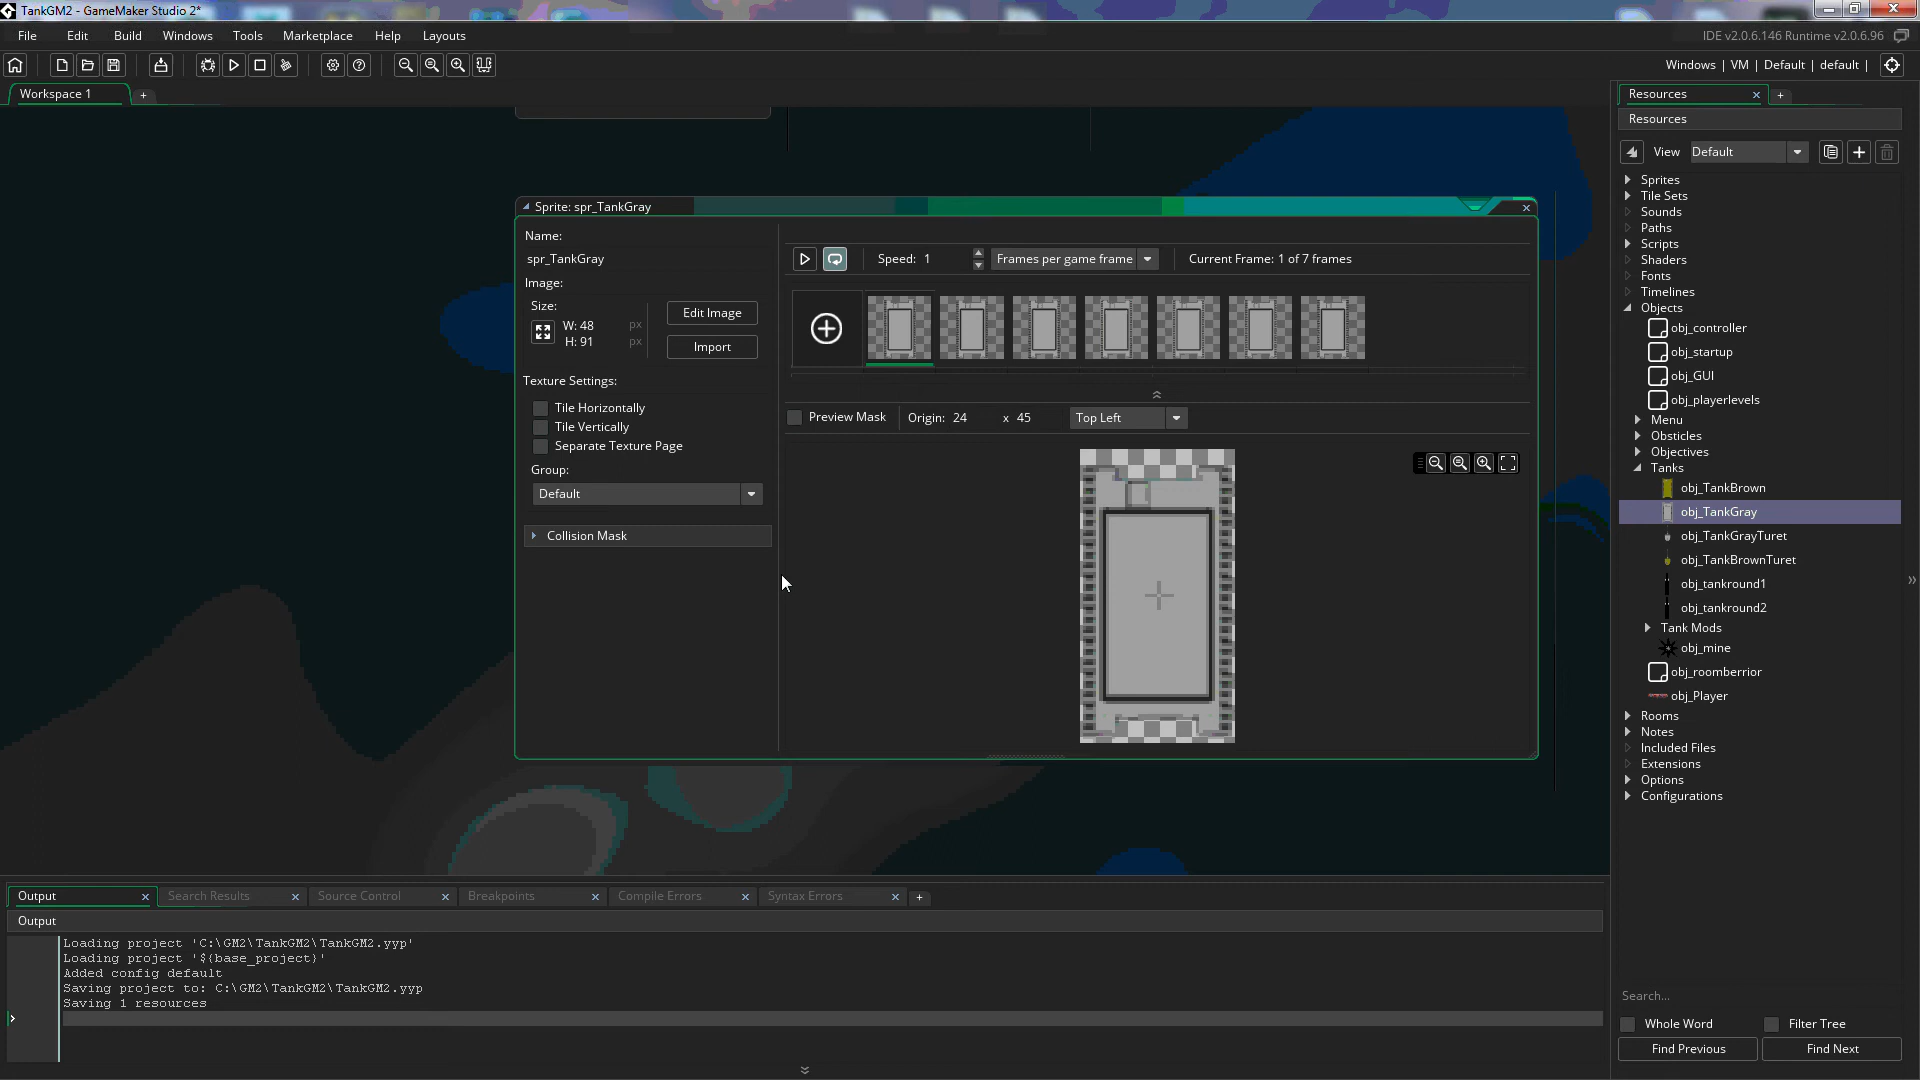 TankGM2 - GameMaker Studio 2*
File Edit Build Windows Tools Marketplace Help Layouts
IDE v2.0.6.146 Runtime v2.0.6.96
Windows | VM | Default | default |
Workspace 1
+
Resources
+
Resources
View Default
Sprites
Tile Sets
Sounds
Paths
Scripts
Shaders
Fonts
Timelines
Objects
obj_controller
obj_startup
obj_GUI
obj_playerlevels
Menu
Obsticles
Objectives
Tanks
obj_TankBrown
obj_TankGray
obj_TankGrayTuret
obj_TankBrownTuret
obj_tankround1
obj_tankround2
Tank Mods
obj_mine
obj_roomberrior
obj_Player
Rooms
Notes
Included Files
Extensions
Options
Configurations
Search...
Whole Word Filter Tree
Find Previous Find Next
Sprite: spr_TankGray
Name:
spr_TankGray
Image:
Size:
W: 48 px
H: 91 px
Edit Image
Import
Texture Settings:
Tile Horizontally
Tile Vertically
Separate Texture Page
Group:
Default
Collision Mask
Speed: 1 Frames per game frame Current Frame: 1 of 7 frames
Preview Mask Origin: 24 x 45 Top Left
Output Search Results Source Control Breakpoints Compile Errors Syntax Errors +
Output
Loading project 'C:\GM2\TankGM2\TankGM2.yyp'
Loading project '${base_project}'
Added config default
Saving project to: C:\GM2\TankGM2\TankGM2.yyp
Saving 1 resources